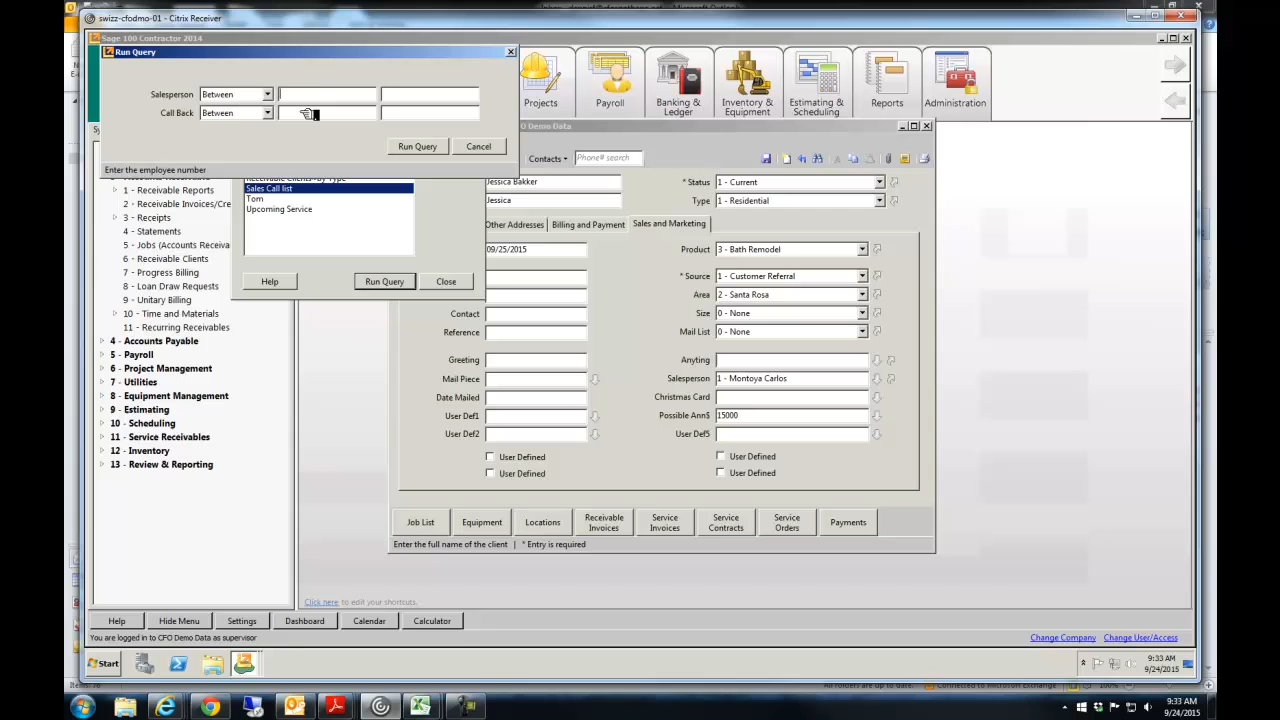 swizz-cfodmo-01 - Citrix Receiver
Sage 100 Contractor 2014
Run Query
Salesperson Between
Call Back Between
Run Query Cancel
Enter the employee number
Projects
Payroll
Banking & Ledger
Inventory & Equipment
Estimating & Scheduling
Reports
Administration
FO Demo Data
Contacts
Phone# search
Sales Call list
Tom
Upcoming Service
Help Run Query Close
1 - Receivable Reports
2 - Receivable Invoices/Cre
3 - Receipts
4 - Statements
5 - Jobs (Accounts Receiva
6 - Receivable Clients
7 - Progress Billing
8 - Loan Draw Requests
9 - Unitary Billing
10 - Time and Materials
11 - Recurring Receivables
4 - Accounts Payable
5 - Payroll
6 - Project Management
7 - Utilities
8 - Equipment Management
9 - Estimating
10 - Scheduling
11 - Service Receivables
12 - Inventory
13 - Review & Reporting
Jessica Bakker
Jessica
* Status 1 - Current
Type 1 - Residential
Other Addresses Billing and Payment Sales and Marketing
09/25/2015
Contact
Reference
Greeting
Mail Piece
Date Mailed
User Def1
User Def2
User Defined
User Defined
Product 3 - Bath Remodel
* Source 1 - Customer Referral
Area 2 - Santa Rosa
Size 0 - None
Mail List 0 - None
Anyting
Salesperson 1 - Montoya Carlos
Christmas Card
Possible Ann$ 15000
User Def5
User Defined
User Defined
Job List
Equipment
Locations
Receivable Invoices
Service Invoices
Service Contracts
Service Orders
Payments
Enter the full name of the client | * Entry is required
Click here to edit your shortcuts.
Help Hide Menu Settings Dashboard Calendar Calculator
You are logged in to CFO Demo Data as supervisor
Change Company Change User/Access
Start
9:33 AM
9/24/2015
9:33 AM
9/24/2015